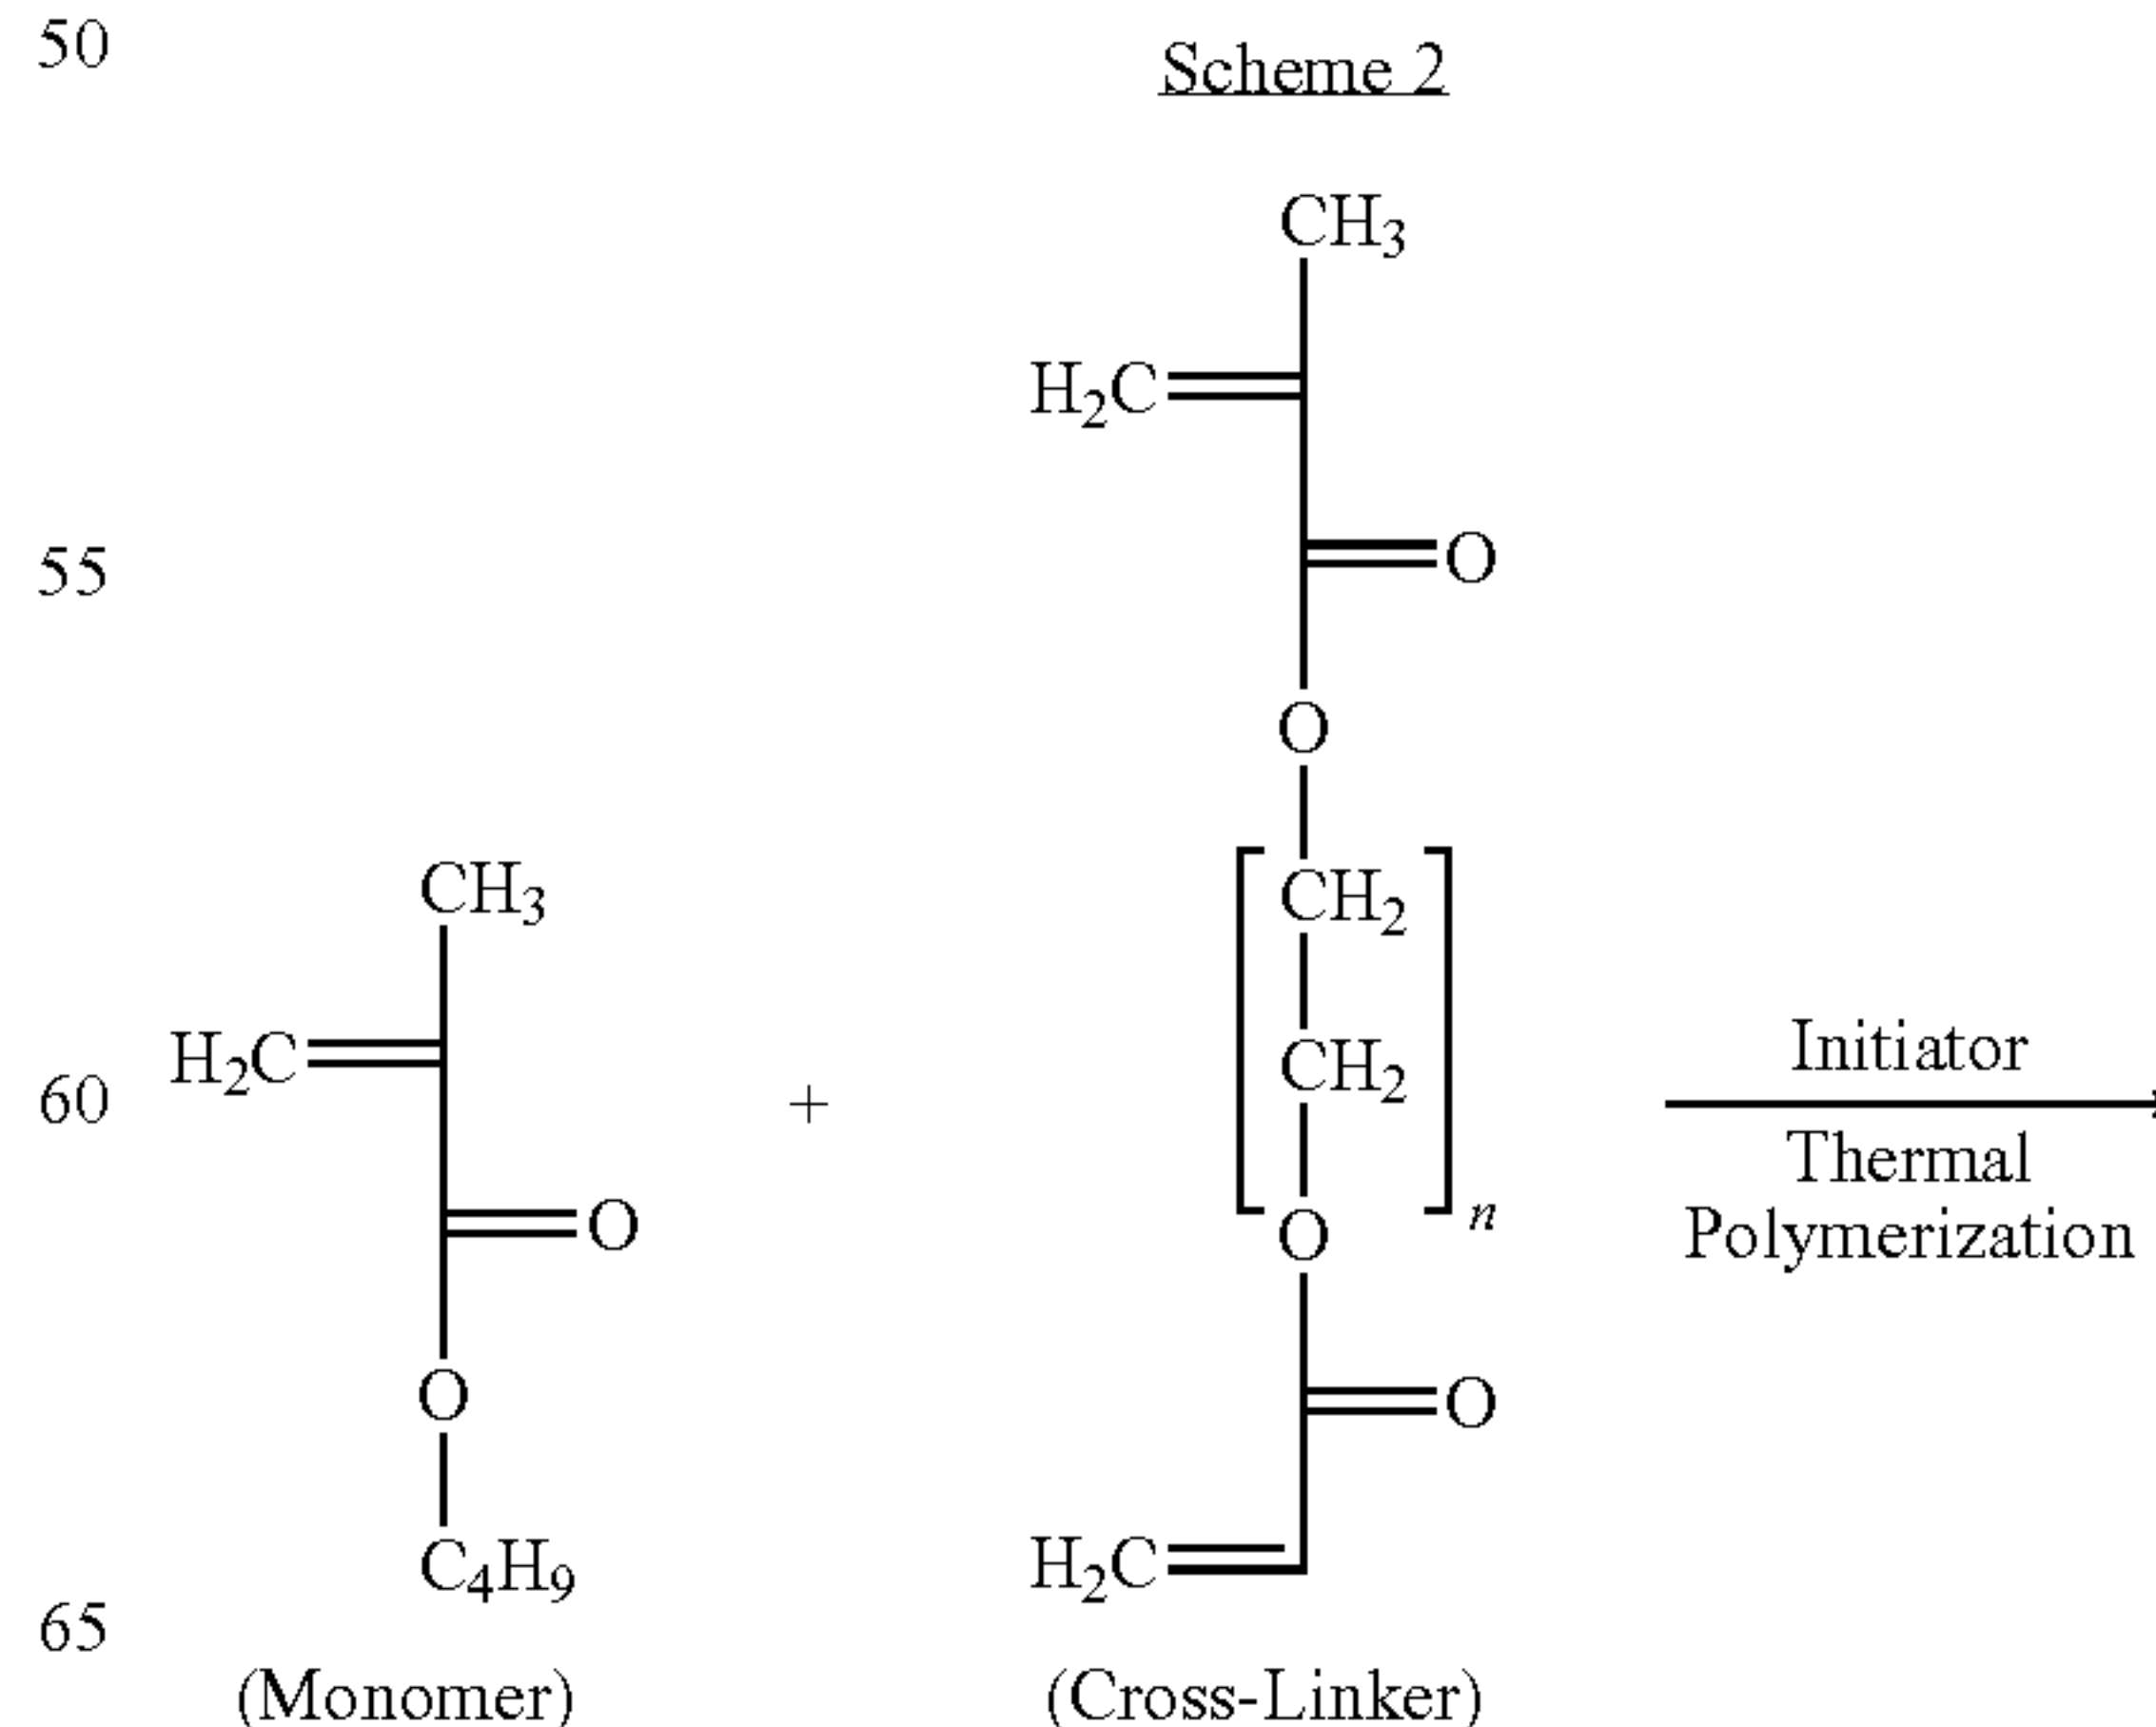 50
Scheme 2
CH3
H2C
O
55
O
CH2
CH3
CH2
H2C
60
+
Initiator
Thermal
Polymerization
n
O
O
O
O
C4H9
H2C
65
(Monomer)
(Cross-Linker)